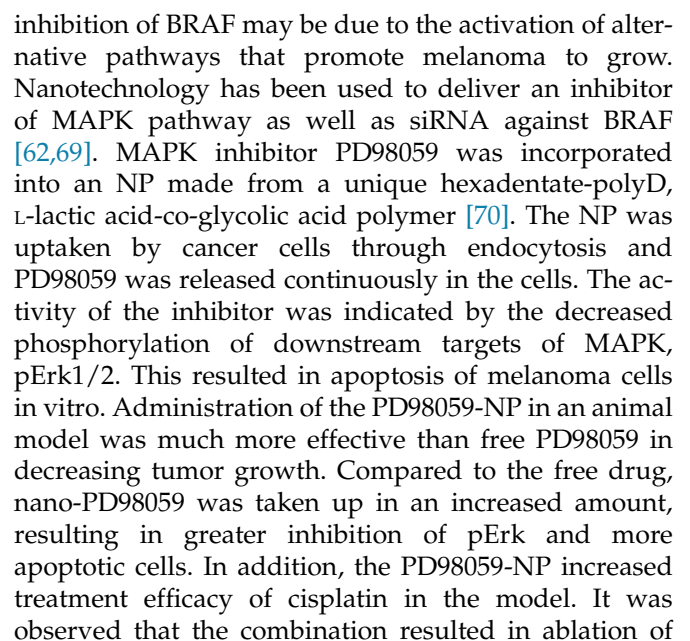 inhibition of BRAF may be due to the activation of alter-
native pathways that promote melanoma to grow.
Nanotechnology has been used to deliver an inhibitor
of MAPK pathway as well as siRNA against BRAF
[62,69]. MAPK inhibitor PD98059 was incorporated
into an NP made from a unique hexadentate-polyD,
L-lactic acid-co-glycolic acid polymer [70]. The NP was
uptaken by cancer cells through endocytosis and
PD98059 was released continuously in the cells. The ac-
tivity of the inhibitor was indicated by the decreased
phosphorylation of downstream targets of MAPK,
pErk1/2. This resulted in apoptosis of melanoma cells
in vitro. Administration of the PD98059-NP in an animal
model was much more effective than free PD98059 in
decreasing tumor growth. Compared to the free drug,
nano-PD98059 was taken up in an increased amount,
resulting in greater inhibition of pErk and more
apoptotic cells. In addition, the PD98059-NP increased
treatment efficacy of cisplatin in the model. It was
observed that the combination resulted in ablation of